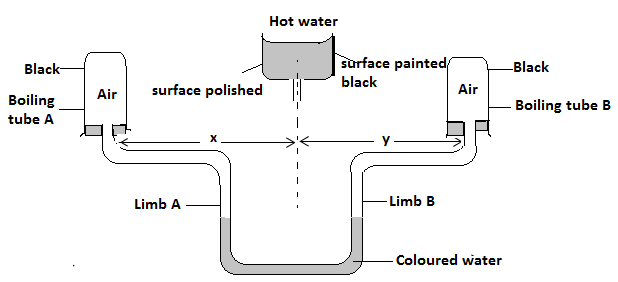 Hot water
Black
surface polished
surface painted
black
Black
Boiling
tube A
Air
Air
Boiling tube B
x
y
Limb A
Limb B
Coloured water